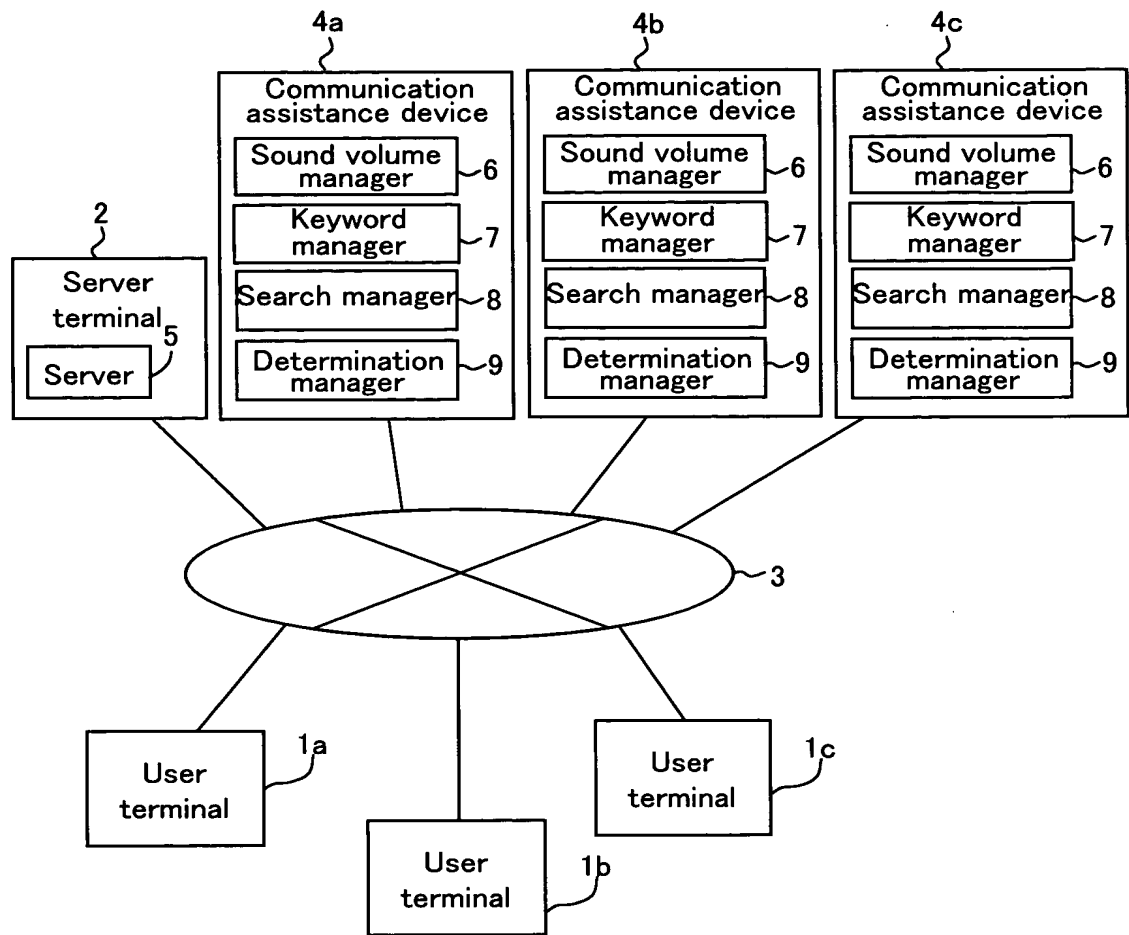 4a
4b
4c
Communication
assistance device
Sound volume
manager
6
Keyword
manager
7
Search manager
8
Determination
manager
9
Communication
assistance device
Sound volume
manager
6
Keyword
manager
7
Search manager
8
Determination
manager
9
Communication
assistance device
Sound volume
manager
6
Keyword
manager
7
Search manager
8
Determination
manager
9
2
Server
terminal
5
Server
3
User
terminal
1a
User
terminal
1b
User
terminal
1c